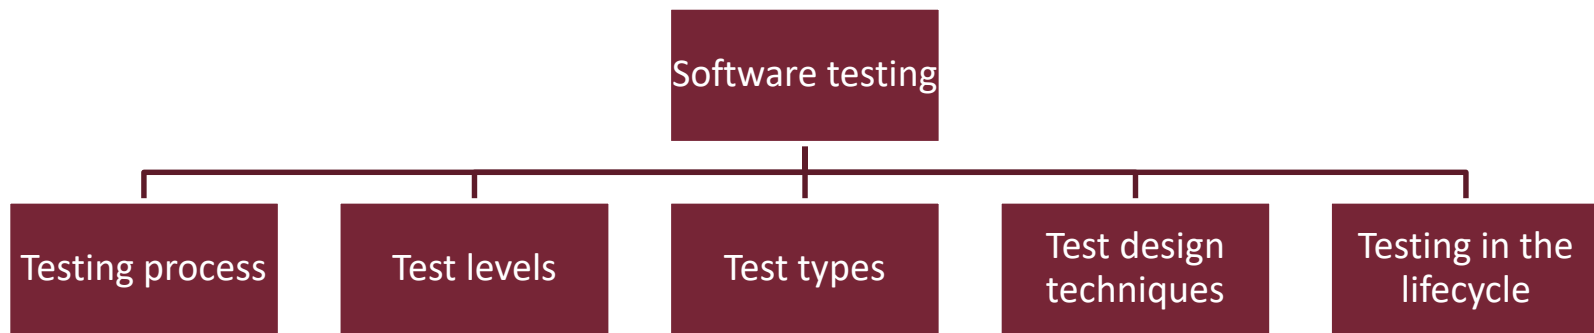 Software testing
Testing process
Test levels
Test types
Test design
techniques
Testing in the
lifecycle